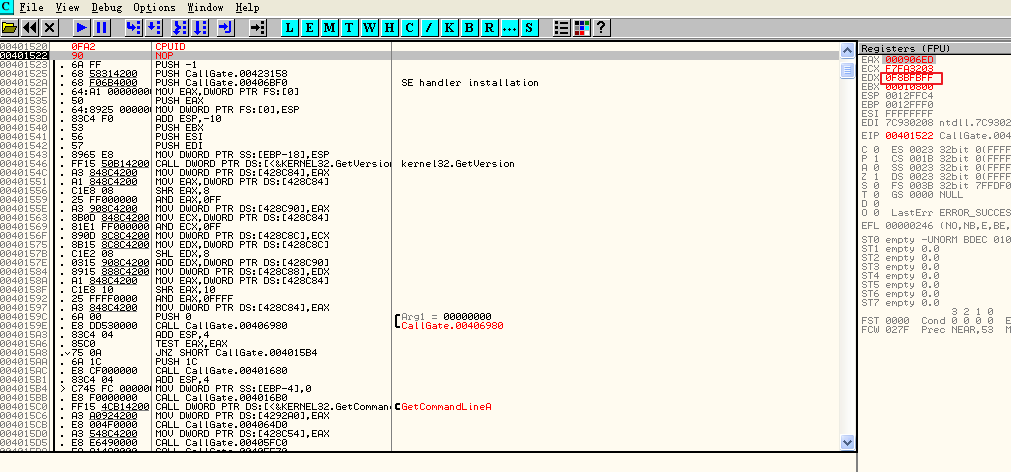 C File View Debug Options Window Help
L E M T W H C / K B R ... S ?
00401520 0FA2 CPUID
00401522 90 NOP
00401523 . 6A FF PUSH -1
00401525 . 68 58314200 PUSH CallGate.00423158
0040152A . 68 F06B4000 PUSH CallGate.00406BF0 SE handler installation
0040152F . 64:A1 00000000 MOV EAX,DWORD PTR FS:[0]
00401535 . 50 PUSH EAX
00401536 . 64:8925 000000 MOV DWORD PTR FS:[0],ESP
0040153D . 83C4 F0 ADD ESP,-10
00401540 . 53 PUSH EBX
00401541 . 56 PUSH ESI
00401542 . 57 PUSH EDI
00401543 . 8965 E8 MOV DWORD PTR SS:[EBP-18],ESP
00401546 . FF15 50B14200 CALL DWORD PTR DS:[<&KERNEL32.GetVersion kernel32.GetVersion
0040154C . A3 848C4200 MOV DWORD PTR DS:[428C84],EAX
00401551 . A1 848C4200 MOV EAX,DWORD PTR DS:[428C84]
00401556 . C1E8 08 SHR EAX,8
00401559 . 25 FF000000 AND EAX,0FF
0040155E . A3 908C4200 MOV DWORD PTR DS:[428C90],EAX
00401563 . 8B0D 848C4200 MOV ECX,DWORD PTR DS:[428C84]
00401569 . 81E1 FF000000 AND ECX,0FF
0040156F . 890D 8C8C4200 MOV DWORD PTR DS:[428C8C],ECX
00401575 . 8B15 8C8C4200 MOV EDX,DWORD PTR DS:[428C8C]
0040157B . C1E2 08 SHL EDX,8
0040157E . 0315 908C4200 ADD EDX,DWORD PTR DS:[428C90]
00401584 . 8915 888C4200 MOV DWORD PTR DS:[428C88],EDX
0040158A . A1 848C4200 MOV EAX,DWORD PTR DS:[428C84]
0040158F . C1E8 10 SHR EAX,10
00401592 . 25 FFFF0000 AND EAX,0FFFF
00401597 . A3 848C4200 MOV DWORD PTR DS:[428C84],EAX
0040159C . 6A 00 PUSH 0 Arg1 = 00000000
0040159E . E8 DD530000 CALL CallGate.00406980 CallGate.00406980
004015A3 . 83C4 04 ADD ESP,4
004015A6 . 85C0 TEST EAX,EAX
004015A8 . 75 0A JNZ SHORT CallGate.004015B4
004015AA . 6A 1C PUSH 1C
004015AC . E8 CF000000 CALL CallGate.00401680
004015B1 . 83C4 04 ADD ESP,4
004015B4 > C745 FC 000000 MOV DWORD PTR SS:[EBP-4],0
004015BB . E8 F0000000 CALL CallGate.004016B0
004015C0 . FF15 4CB14200 CALL DWORD PTR DS:[<&KERNEL32.GetComman GetCommandLineA
004015C6 . A3 A0924200 MOV DWORD PTR DS:[4292A0],EAX
004015CB . E8 004F0000 CALL CallGate.004064D0
004015D0 . A3 548C4200 MOV DWORD PTR DS:[428C54],EAX
004015D5 . E8 E6490000 CALL CallGate.00405FC0
Registers (FPU)
EAX 000906ED
ECX F7FA3203
EDX 0F8BFBFF
EBX 00010800
ESP 0012FFC4
EBP 0012FFF0
ESI FFFFFFFF
EDI 7C930208 ntdll.7C9302
EIP 00401522 CallGate.004
C 0 ES 0023 32bit 0(FFFF
P 1 CS 001B 32bit 0(FFFF
A 0 SS 0023 32bit 0(FFFF
Z 1 DS 0023 32bit 0(FFFF
S 0 FS 003B 32bit 7FFDF0
T 0 GS 0000 NULL
D 0
O 0 LastErr ERROR_SUCCES
EFL 00000246 (NO,NB,E,BE,
ST0 empty -UNORM BDEC 010
ST1 empty 0.0
ST2 empty 0.0
ST3 empty 0.0
ST4 empty 0.0
ST5 empty 0.0
ST6 empty 0.0
ST7 empty 0.0
3 2 1 0
FST 0000 Cond 0 0 0 0 E
FCW 027F Prec NEAR,53 M